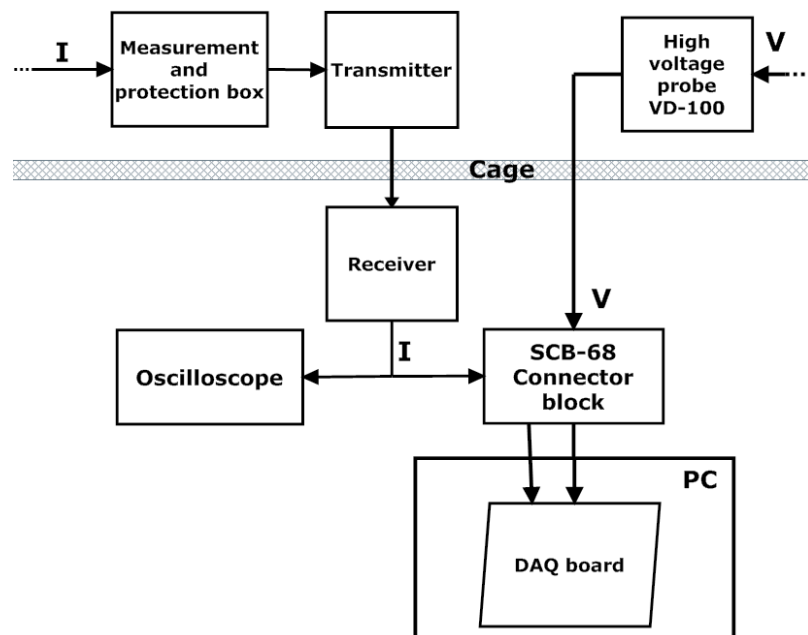 I
Measurement
and
protection box
Transmitter
High
voltage
probe
VD-100
V
Cage
Receiver
V
I
Oscilloscope
SCB-68
Connector
block
PC
DAQ board